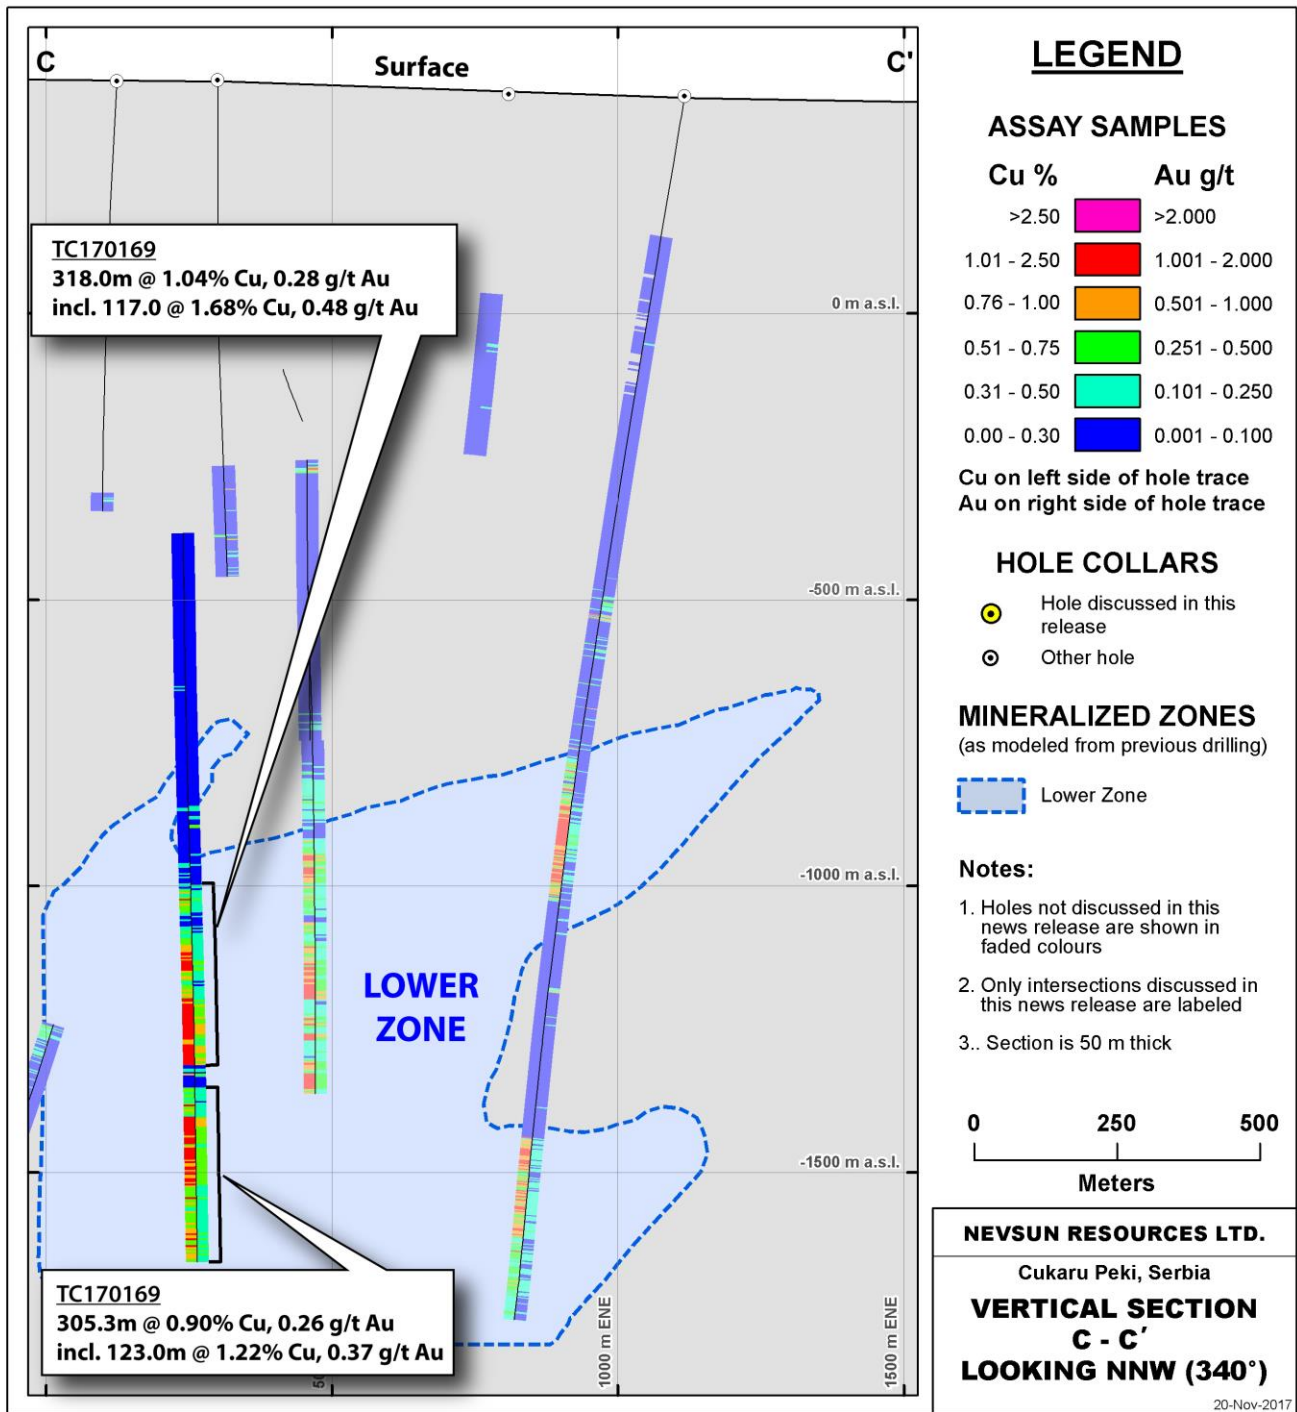 C
Surface
C'
TC170169
318.0m @ 1.04% Cu, 0.28 g/t Au
incl. 117.0 @ 1.68% Cu, 0.48 g/t Au
0 m a.s.l.
-500 m a.s.l.
-1000 m a.s.l.
LOWER
ZONE
-1500 m a.s.l.
TC170169
305.3m @ 0.90% Cu, 0.26 g/t Au
incl. 123.0m @ 1.22% Cu, 0.37 g/t Au
1000 m ENE
1500 m ENE
LEGEND
ASSAY SAMPLES
Cu % Au g/t
>2.50 >2.000
1.01 - 2.50 1.001 - 2.000
0.76 - 1.00 0.501 - 1.000
0.51 - 0.75 0.251 - 0.500
0.31 - 0.50 0.101 - 0.250
0.00 - 0.30 0.001 - 0.100
Cu on left side of hole trace
Au on right side of hole trace
HOLE COLLARS
Hole discussed in this
release
Other hole
MINERALIZED ZONES
(as modeled from previous drilling)
Lower Zone
Notes:
1. Holes not discussed in this
news release are shown in
faded colours
2. Only intersections discussed in
this news release are labeled
3.. Section is 50 m thick
0 250 500
Meters
NEVSUN RESOURCES LTD.
Cukaru Peki, Serbia
VERTICAL SECTION
C - C′
LOOKING NNW (340°)
20-Nov-2017